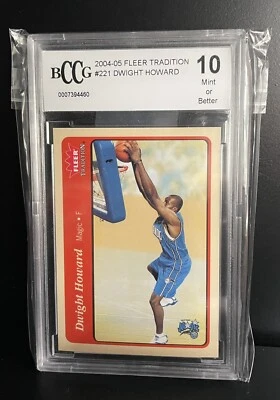 BCCG
0007394460
2004-05 FLEER TRADITION
#221 DWIGHT HOWARD
10
Mint
or
Better
FLEER
TRADITION
Dwight Howard
Magic • F